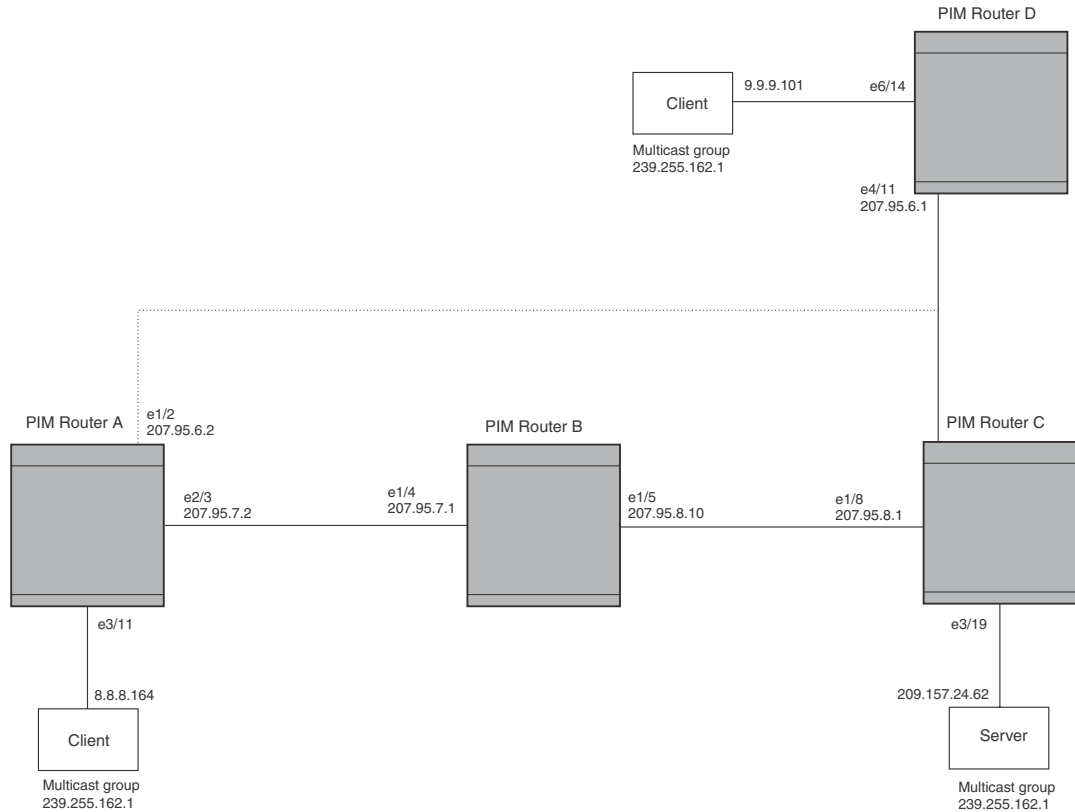 PIM Router D
9.9.9.101
e6/14
Client
Multicast group
239.255.162.1
e4/11
207.95.6.1
PIM Router A
e1/2
207.95.6.2
PIM Router B
PIM Router C
e2/3
207.95.7.2
e1/4
207.95.7.1
e1/5
207.95.8.10
e1/8
207.95.8.1
e3/11
e3/19
8.8.8.164
209.157.24.62
Client
Server
Multicast group
239.255.162.1
Multicast group
239.255.162.1